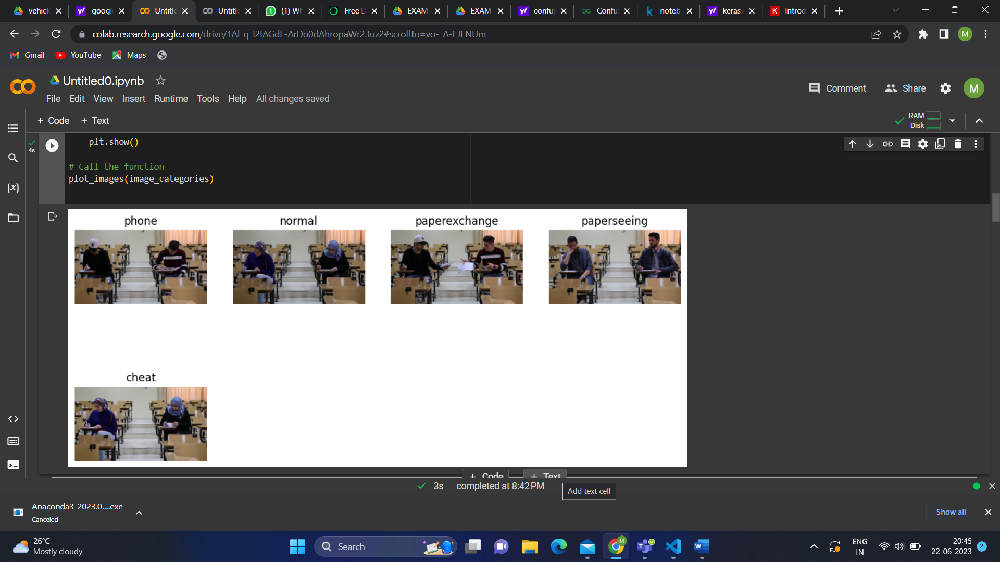 vehicl
googl
Untitle
Untitle
(1) Wh
Free D
EXAM
EXAM
confus
Confu
noteb
keras
Introd
colab.research.google.com/drive/1Al_q_I2IAGdL-ArDo0dAhropaWr23uz2#scrollTo=vo-_A-LJENUm
M
Gmail
YouTube
Maps
Untitled0.ipynb
File Edit View Insert Runtime Tools Help All changes saved
Comment
Share
M
+ Code
+ Text
RAM
Disk
4s
plt.show()
# Call the function
plot_images(image_categories)
{x}
phone
normal
paperexchange
paperseeing
cheat
+ Code
+ Text
3s completed at 8:42 PM
Add text cell
Anaconda3-2023.0....exe
Canceled
Show all
26°C
Mostly cloudy
Search
ENG
IN
20:45
22-06-2023
2